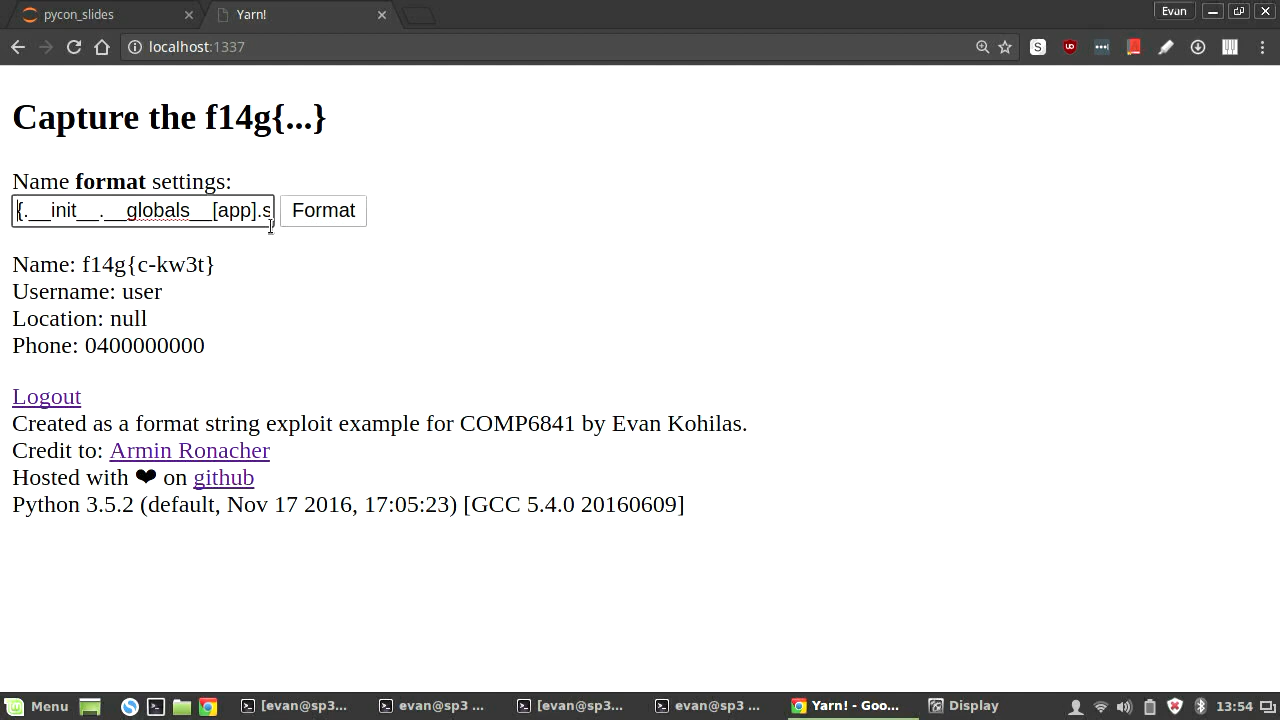 pycon_slides
Yarn!
Evan
localhost:1337
Capture the f14g{...}
Name format settings:
{.__init__.__globals__[app].s
Format
Name: f14g{c-kw3t}
Username: user
Location: null
Phone: 0400000000
Logout
Created as a format string exploit example for COMP6841 by Evan Kohilas.
Credit to: Armin Ronacher
Hosted with ❤ on github
Python 3.5.2 (default, Nov 17 2016, 17:05:23) [GCC 5.4.0 20160609]
Menu
[evan@sp3...
evan@sp3 ...
[evan@sp3...
evan@sp3 ...
Yarn! - Goo...
Display
13:54